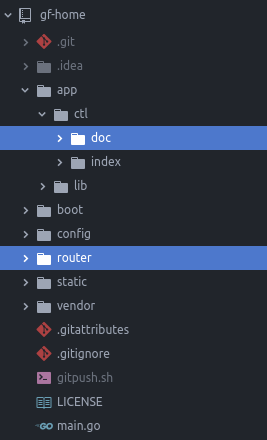 gf-home
.git
.idea
app
ctl
doc
index
lib
boot
config
router
static
vendor
.gitattributes
.gitignore
gitpush.sh
LICENSE
GO main.go